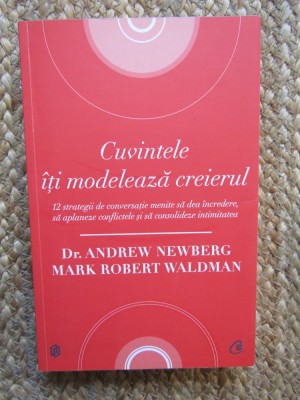 Cuvintele
îți modelează creierul
12 strategii de conversație menite să dea încredere,
să aplaneze conflictele și să consolideze intimitatea
Dr. ANDREW NEWBERG
MARK ROBERT WALDMAN